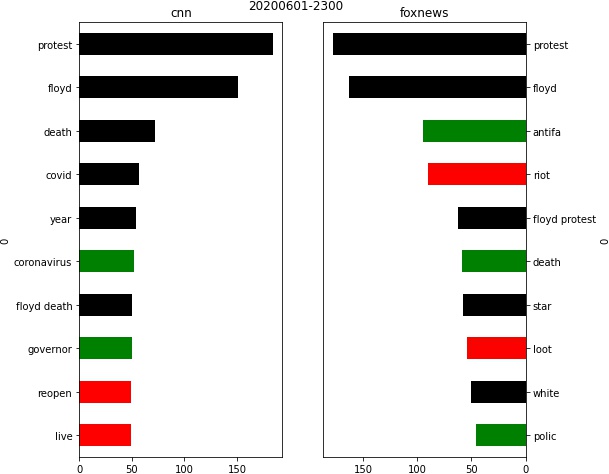 20200601-2300
cnn
foxnews
protest
floyd
death
covid
year
coronavirus
floyd death
governor
reopen
live
0
0 50 100 150
protest
floyd
antifa
riot
floyd protest
death
star
loot
white
polic
0
150 100 50 0